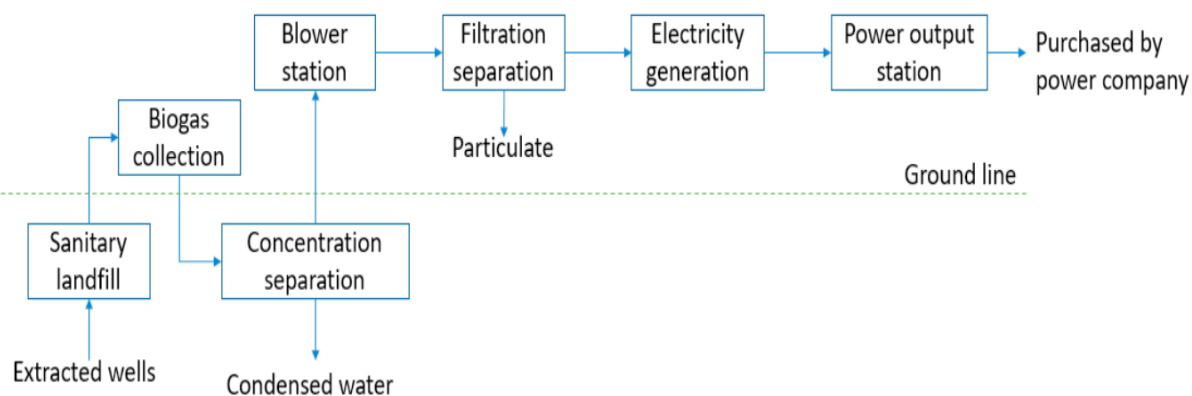 Blower
station
Filtration
separation
Electricity
generation
Power output
station
Purchased by
power company
Biogas
collection
Particulate
Ground line
Sanitary
landfill
Concentration
separation
Extracted wells
Condensed water